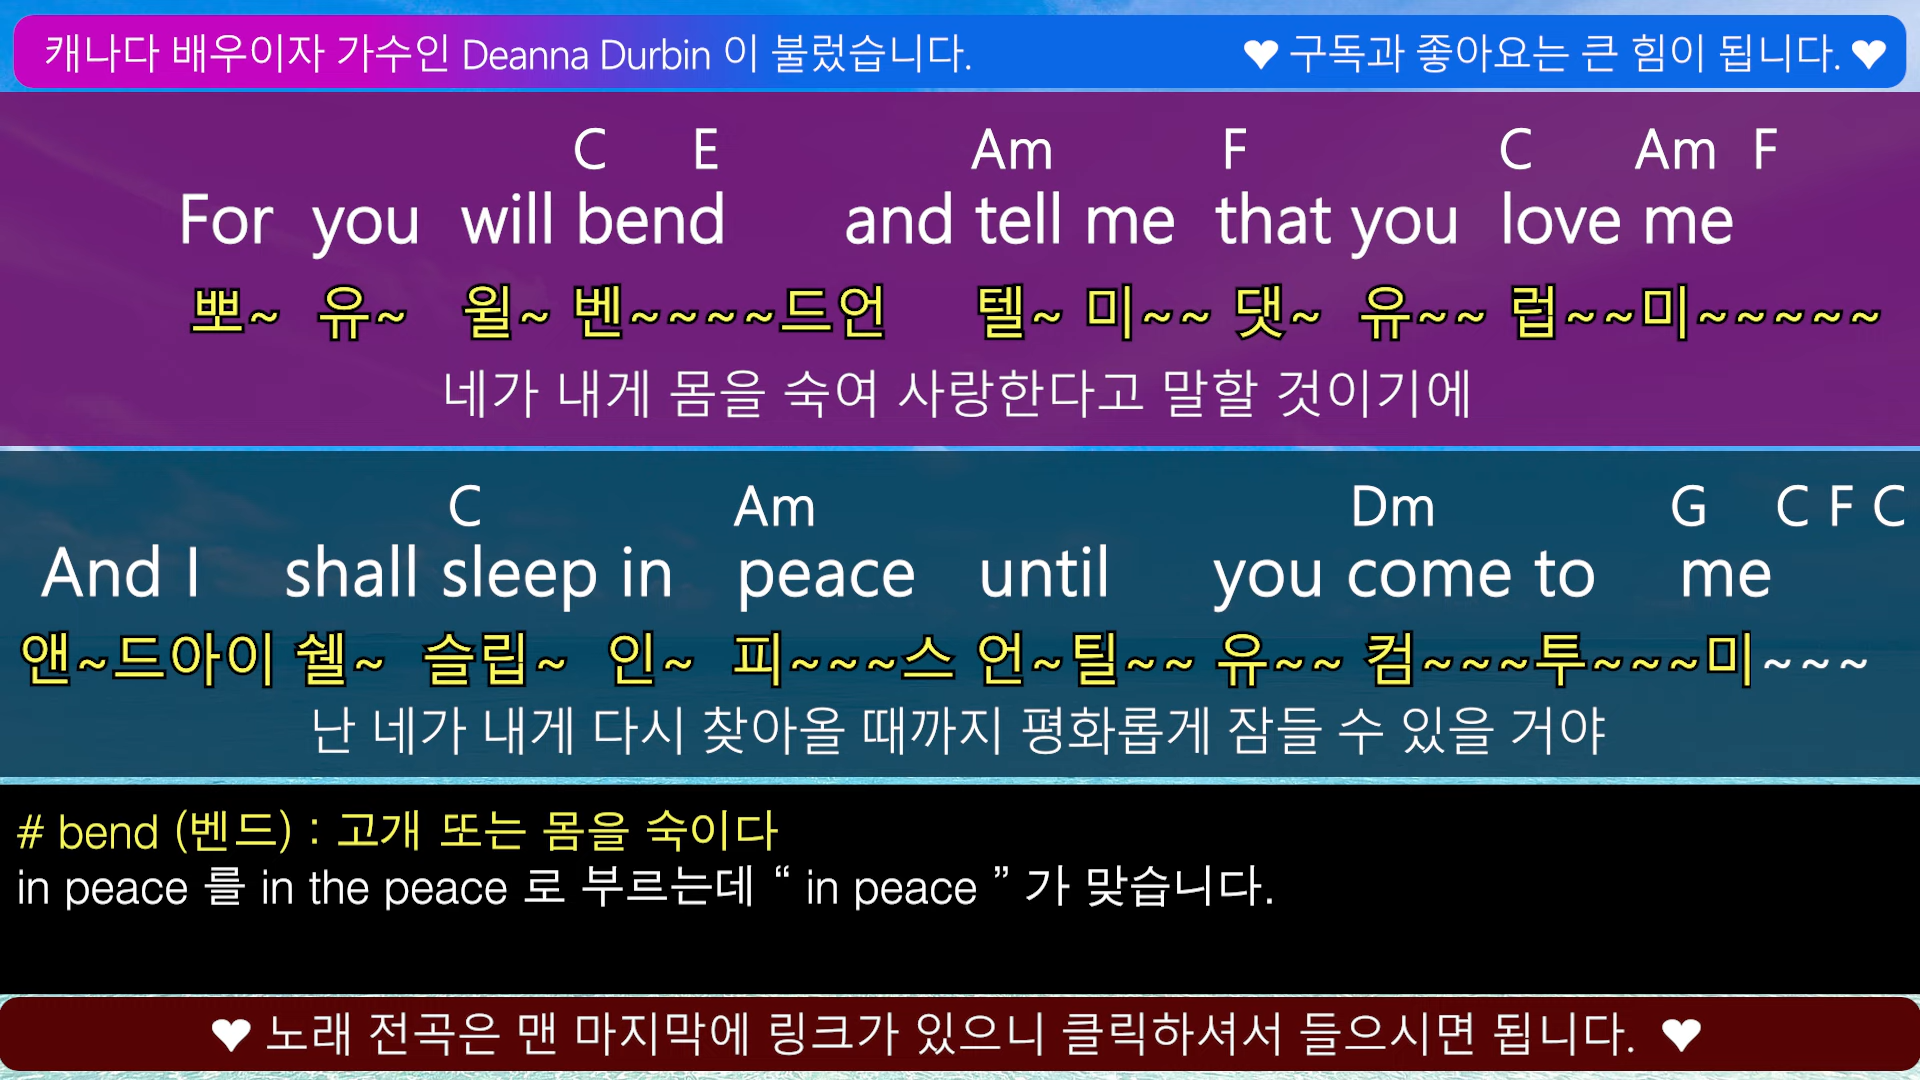 캐나다 배우이자 가수인 Deanna Durbin 이 불렀습니다.
♥ 구독과 좋아요는 큰 힘이 됩니다. ♥
C E Am F C Am F
For you will bend and tell me that you love me
뽀~ 유~ 윌~ 벤~~~~드언 텔~ 미~~ 댓~ 유~~ 럽~~미~~~~~
네가 내게 몸을 숙여 사랑한다고 말할 것이기에
C Am Dm G C F C
And I shall sleep in peace until you come to me
앤~드아이 쉘~ 슬립~ 인~ 피~~~스 언~틸~~ 유~~ 컴~~~투~~~미~~~
난 네가 내게 다시 찾아올 때까지 평화롭게 잠들 수 있을 거야
# bend (벤드) : 고개 또는 몸을 숙이다
in peace 를 in the peace 로 부르는데 “ in peace ” 가 맞습니다.
♥ 노래 전곡은 맨 마지막에 링크가 있으니 클릭하셔서 들으시면 됩니다. ♥